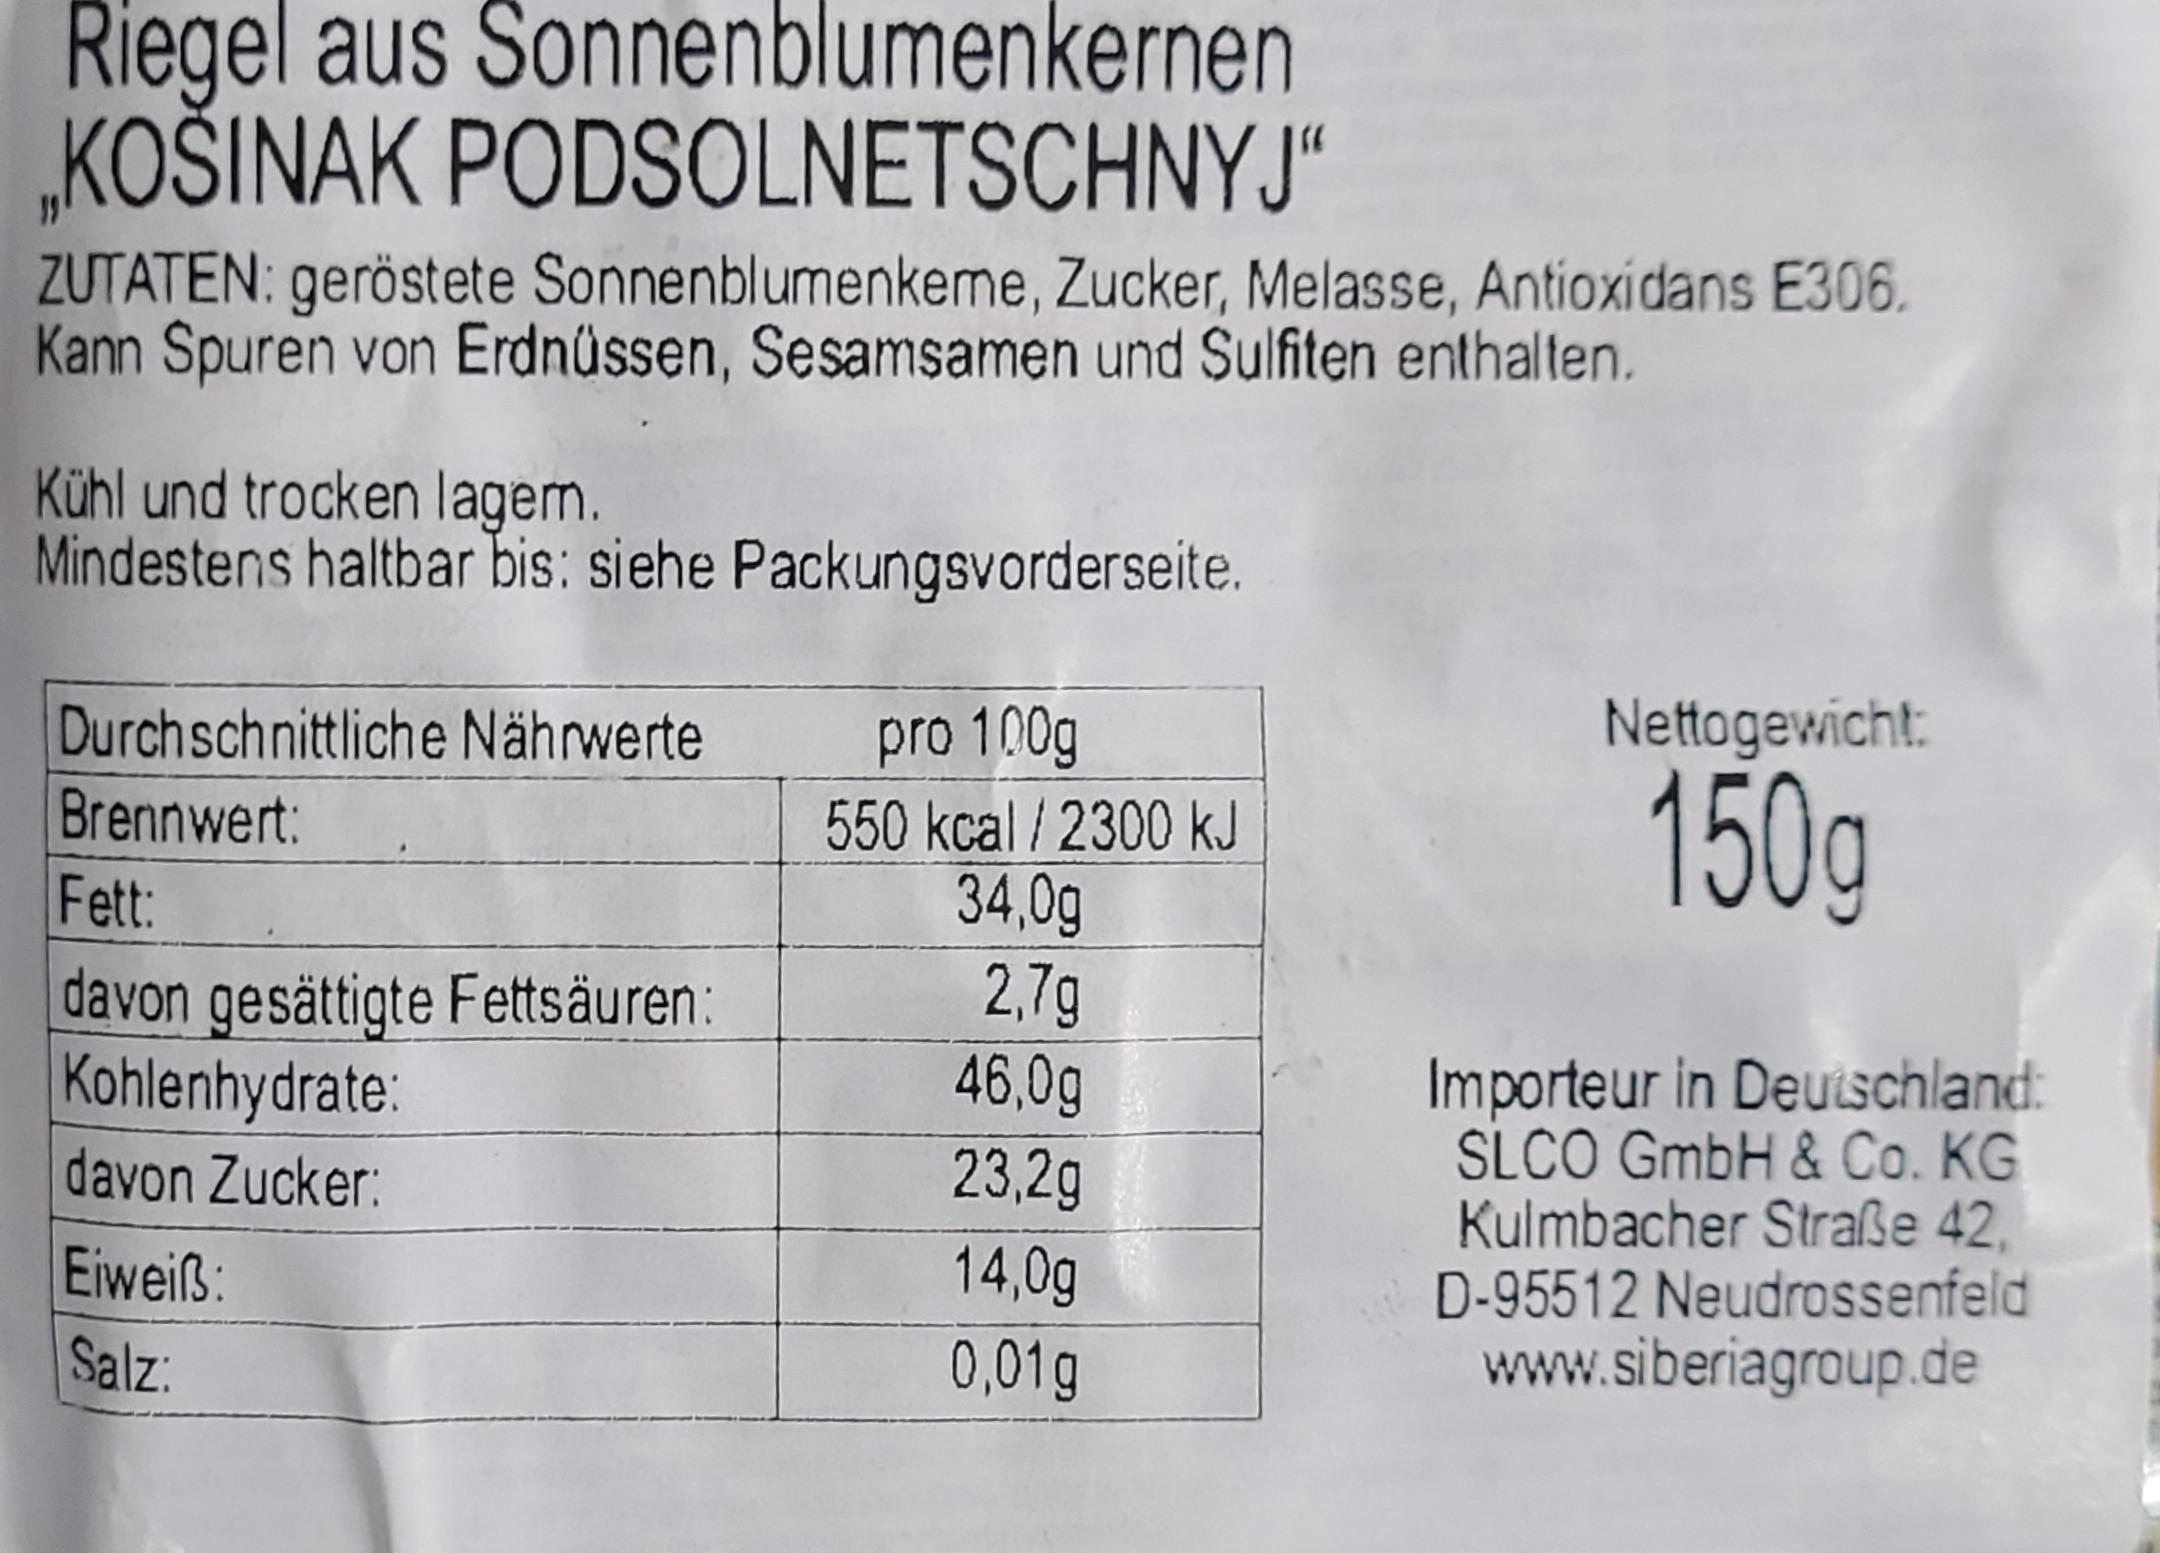 Riegel aus Sonnenblumenkernen
„KOŠINAK PODSOLNETSCHNYJ“
ZUTATEN: geröstete Sonnenblumenkerne, Zucker, Melasse, Antioxidans E306.
Kann Spuren von Erdnüssen, Sesamsamen und Sulfiten enthalten.
Kühl und trocken lagern.
Mindestens haltbar bis: siehe Packungsvorderseite.
Durchschnittliche Nährwerte pro 100g
Brennwert: 550 kcal / 2300 kJ
Fett: 34,0g
davon gesättigte Fettsäuren: 2,7g
Kohlenhydrate: 46,0g
davon Zucker: 23,2g
Eiweiß: 14,0g
Salz: 0,01g
Nettogewicht:
150g
Importeur in Deutschland:
SLCO GmbH & Co. KG
Kulmbacher Straße 42,
D-95512 Neudrossenfeld
www.siberiagroup.de